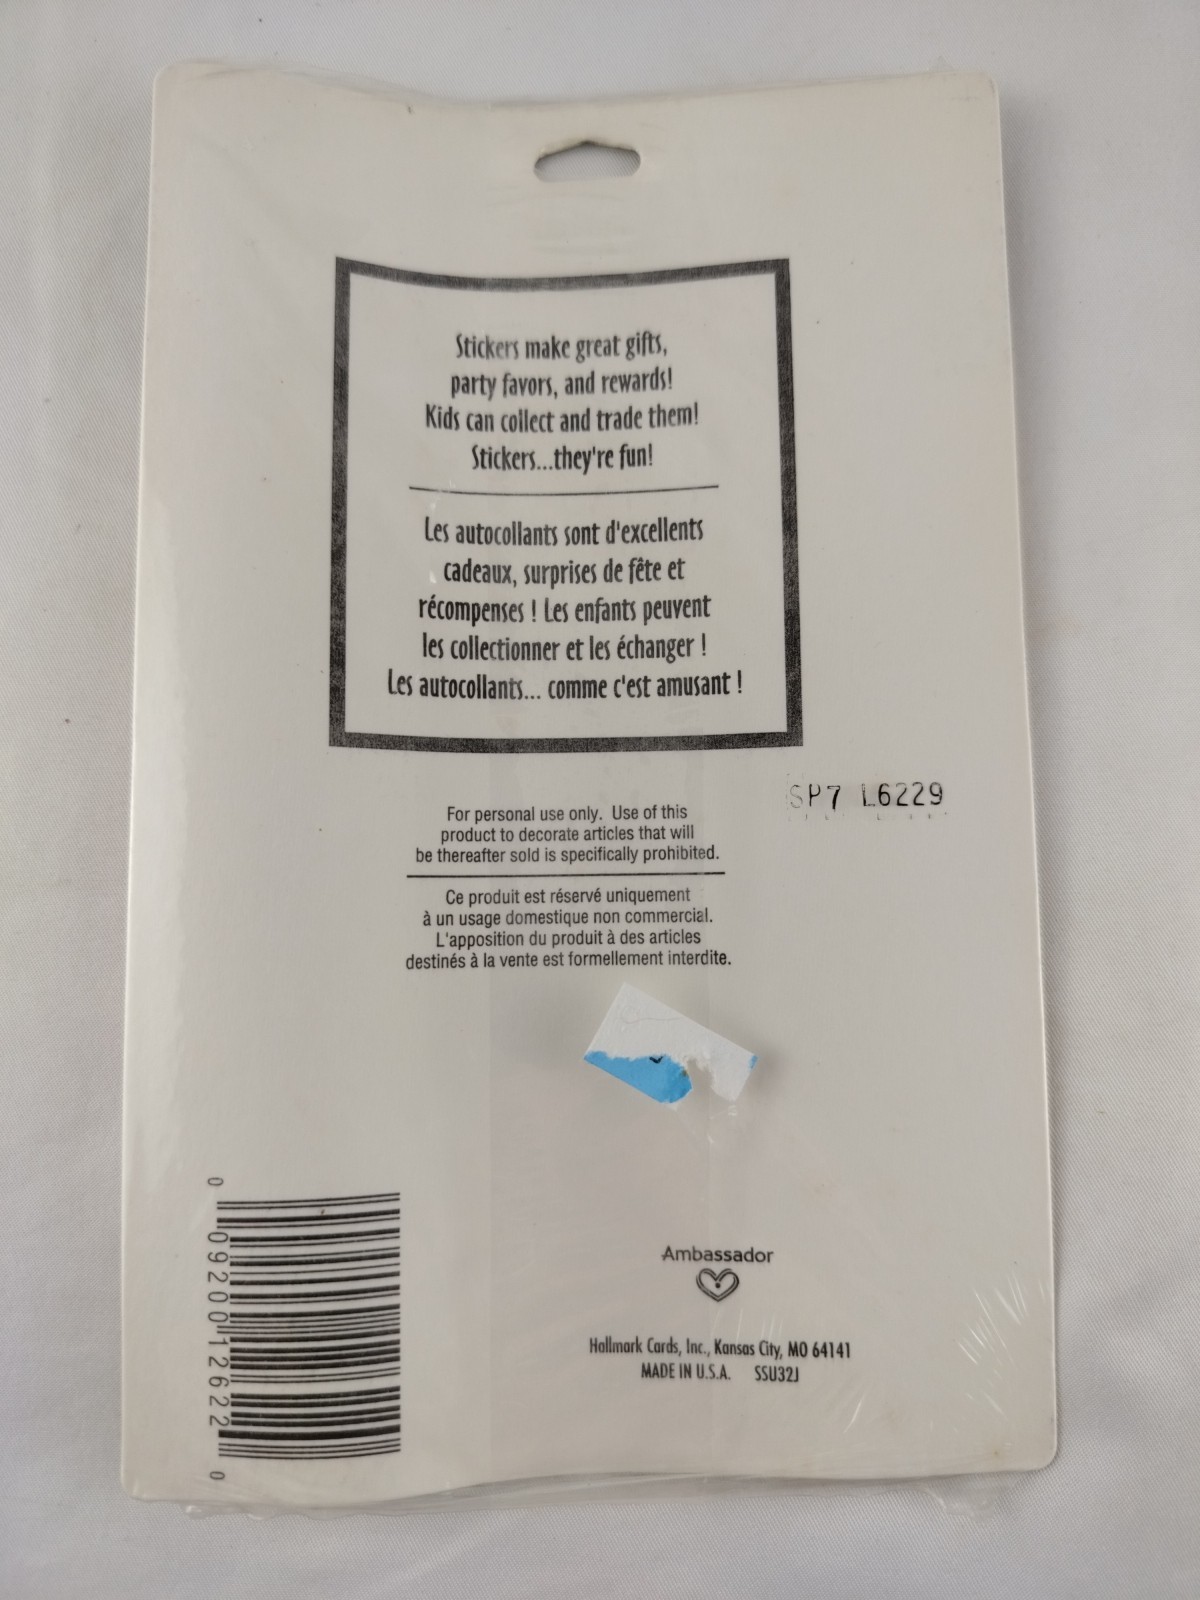 Stickers make great gifts,
party favors, and rewards!
Kids can collect and trade them!
Stickers...they're fun!
Les autocollants sont d'excellents
cadeaux, surprises de fête et
récompenses ! Les enfants peuvent
les collectionner et les échanger !
Les autocollants... comme c'est amusant !
SP7 L6229
For personal use only. Use of this
product to decorate articles that will
be thereafter sold is specifically prohibited.
Ce produit est réservé uniquement
à un usage domestique non commercial.
L'apposition du produit à des articles
destinés à la vente est formellement interdite.
0 09200 12622 0
Ambassador
Hallmark Cards, Inc., Kansas City, MO 64141
MADE IN U.S.A. SSU32J